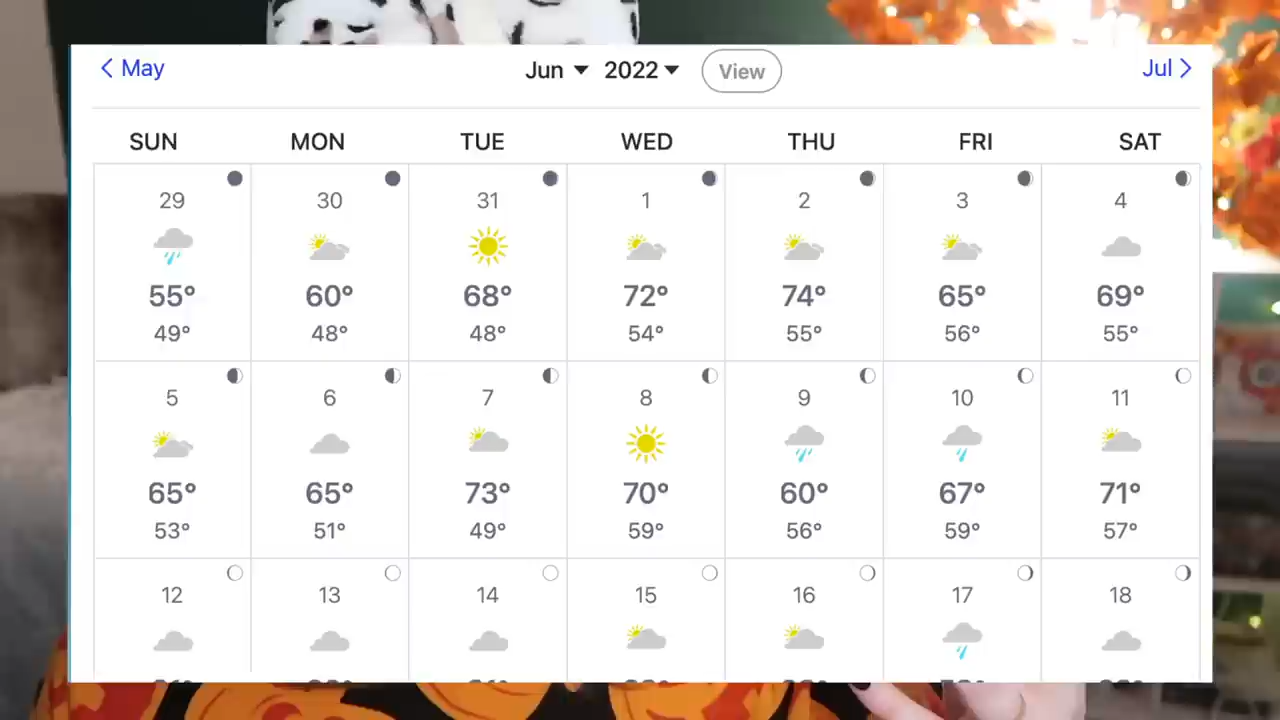 May Jun 2022 View Jul
SUN MON TUE WED THU FRI SAT
29 30 31 1 2 3 4
55° 60° 68° 72° 74° 65° 69°
49° 48° 48° 54° 55° 56° 55°
5 6 7 8 9 10 11
65° 65° 73° 70° 60° 67° 71°
53° 51° 49° 59° 56° 59° 57°
12 13 14 15 16 17 18